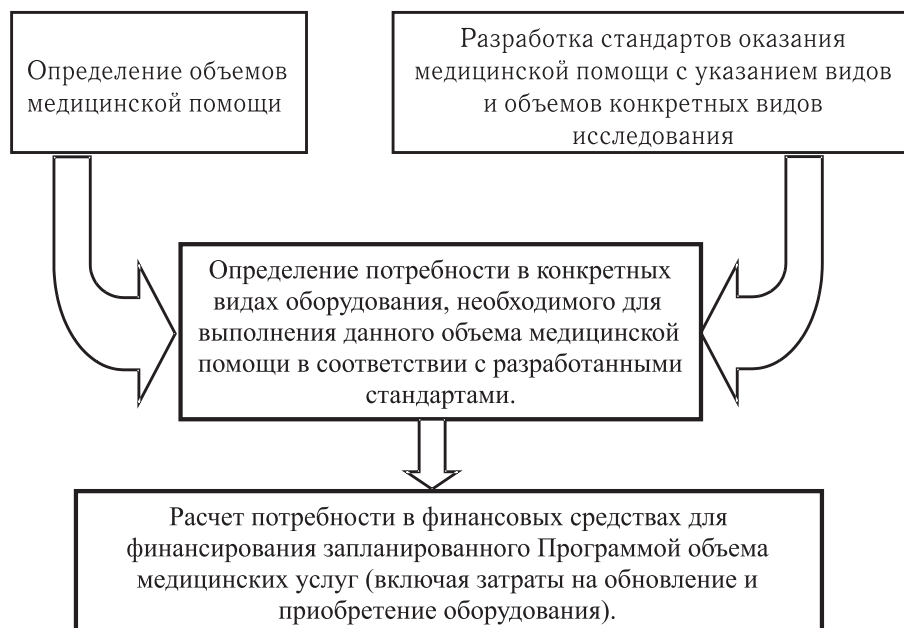 Определение объемов
медицинской помощи
Разработка стандартов оказания
медицинской помощи с указанием видов
и объемов конкретных видов
исследования
Определение потребности в конкретных
видах оборудования, необходимого для
выполнения данного объема медицинской
помощи в соответствии с разработанными
стандартами.
Расчет потребности в финансовых средствах для
финансирования запланированного Программой объема
медицинских услуг (включая затраты на обновление и
приобретение оборудования).